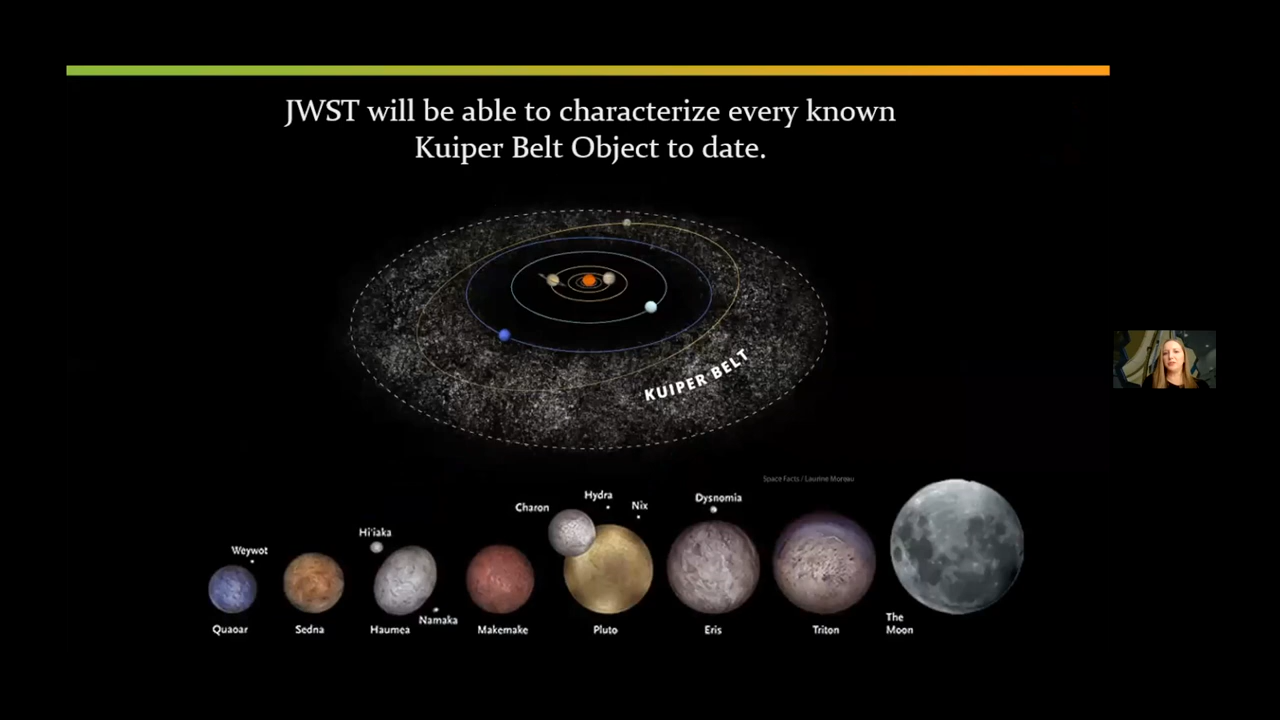 JWST will be able to characterize every known
Kuiper Belt Object to date.
KUIPER BELT
Space Facts / Laurine Moreau
Weywot
Hi'iaka
Charon
Hydra
Nix
Dysnomia
Namaka
Quaoar
Sedna
Haumea
Makemake
Pluto
Eris
Triton
The
Moon